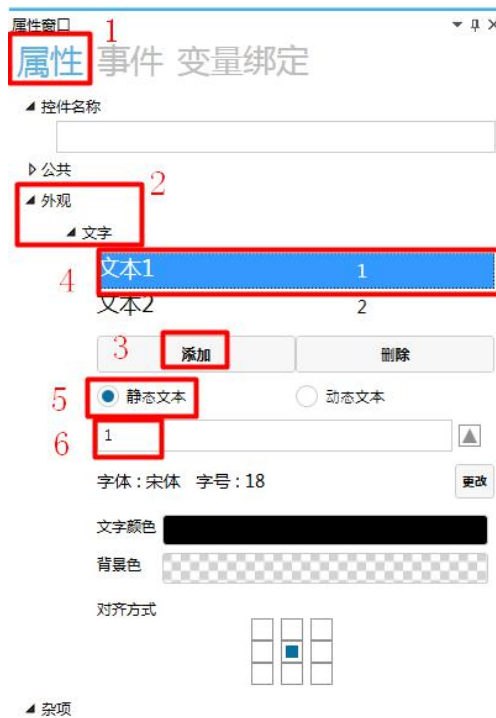 属性窗口 1
属性 事件 变量绑定
控件名称
公共
2
外观
文字
4 文本1 1
文本2 2
3 添加 删除
5 静态文本 动态文本
6 1
字体:宋体 字号:18 更改
文字颜色
背景色
对齐方式
杂项